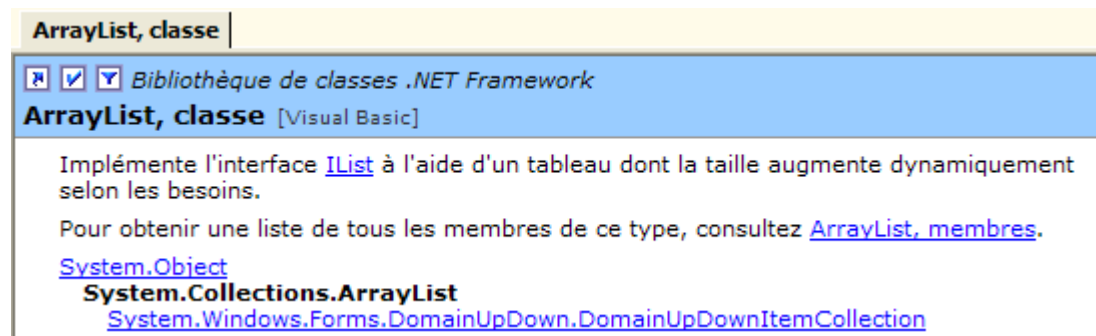 ArrayList, classe
Bibliothèque de classes .NET Framework
ArrayList, classe [Visual Basic]
Implémente l'interface IList à l'aide d'un tableau dont la taille augmente dynamiquement
selon les besoins.
Pour obtenir une liste de tous les membres de ce type, consultez ArrayList, membres.
System.Object
System.Collections.ArrayList
System.Windows.Forms.DomainUpDown.DomainUpDownItemCollection